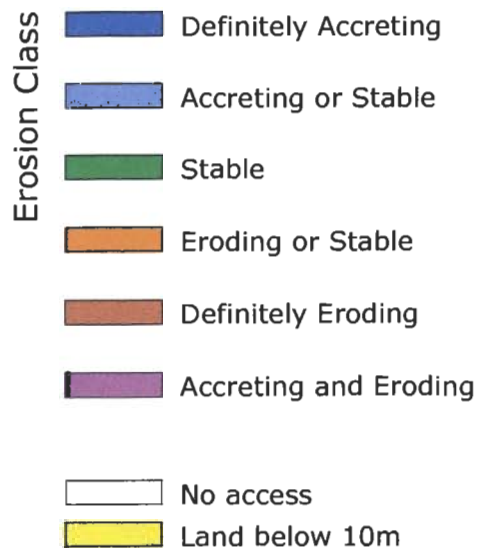 Erosion Class
Definitely Accreting
Accreting or Stable
Stable
Eroding or Stable
Definitely Eroding
Accreting and Eroding
No access
Land below 10m